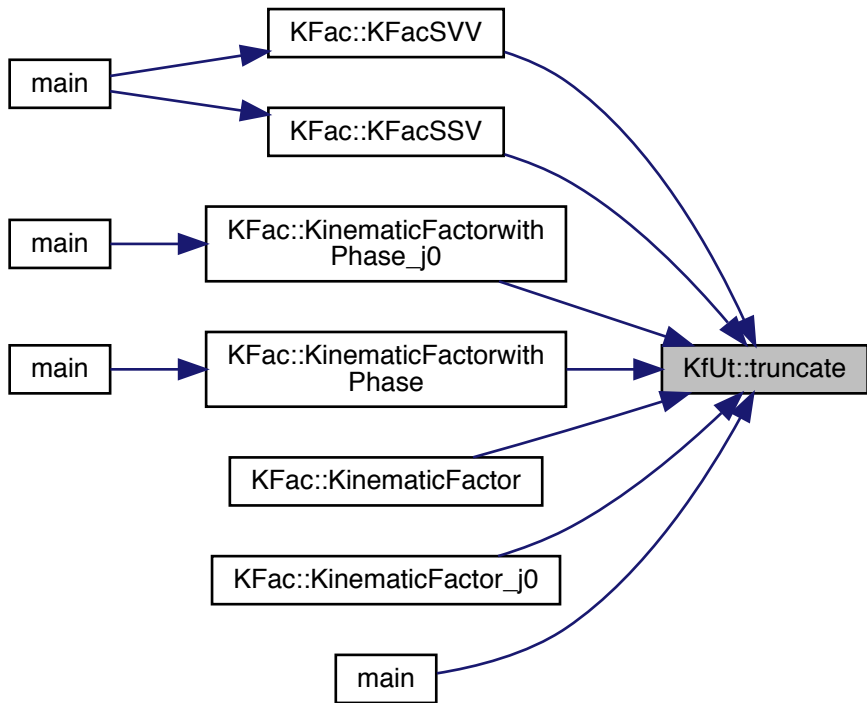 KFac::KFacSVV
main
KFac::KFacSSV
KFac::KinematicFactorwith
Phase_j0
main
KFac::KinematicFactorwith
Phase
main
KfUt::truncate
KFac::KinematicFactor
KFac::KinematicFactor_j0
main